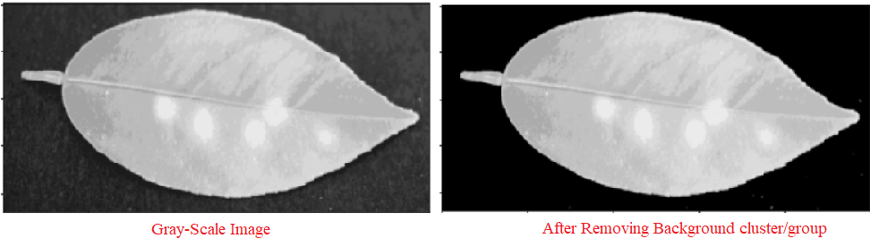 Gray-Scale Image
After Removing Background cluster/group